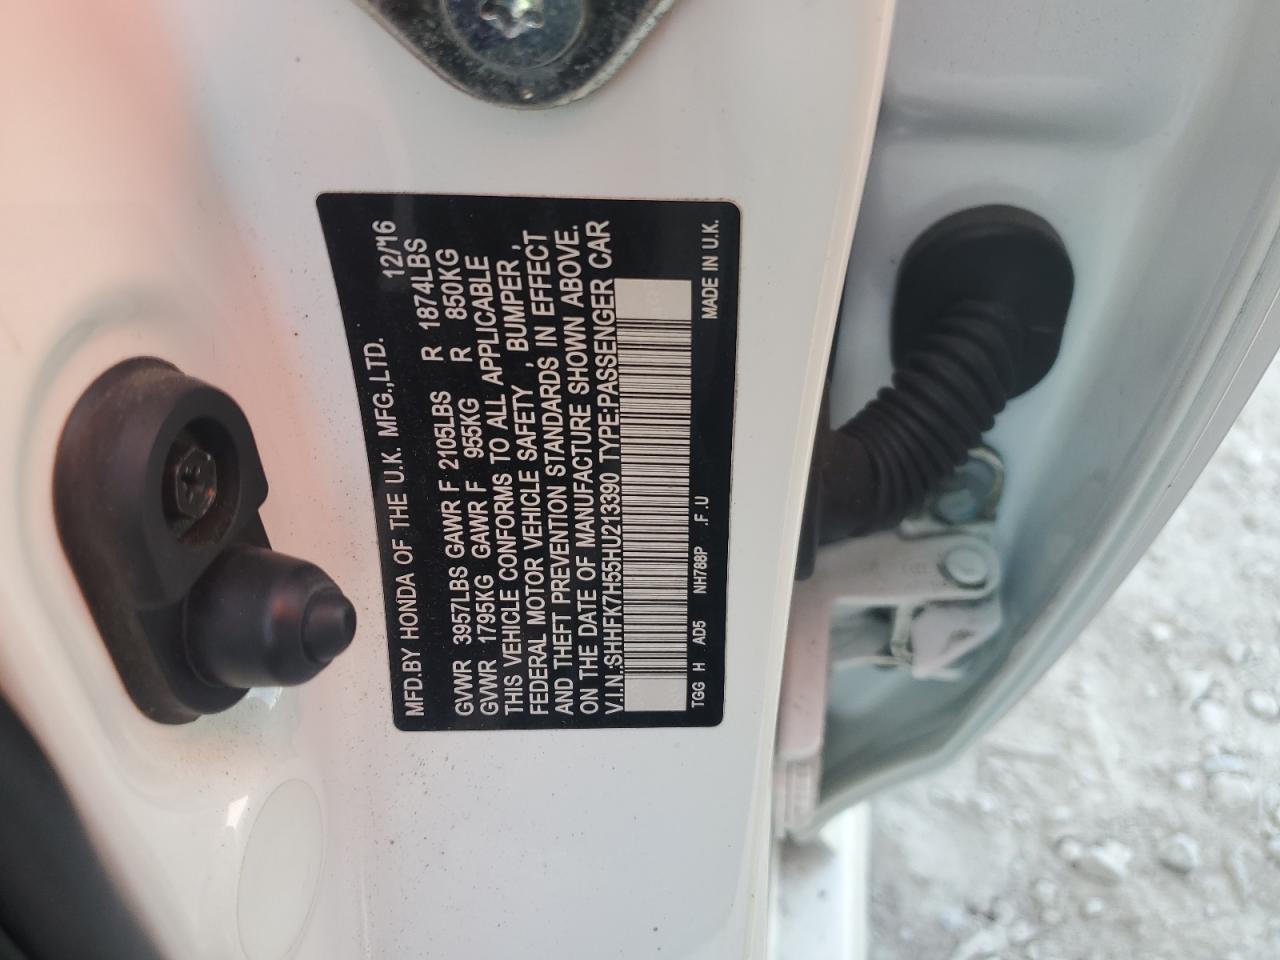 MFD.BY HONDA OF THE U.K. MFG.,LTD. 12/'16
GVWR 3957LBS GAWR F 2105LBS R 1874LBS
GVWR 1795KG GAWR F 955KG R 850KG
THIS VEHICLE CONFORMS TO ALL APPLICABLE
FEDERAL MOTOR VEHICLE SAFETY , BUMPER ,
AND THEFT PREVENTION STANDARDS IN EFFECT
ON THE DATE OF MANUFACTURE SHOWN ABOVE.
V.I.N:SHHFK7H55HU213390 TYPE:PASSENGER CAR
TGG H AD5 NH788P .F.U MADE IN U.K.